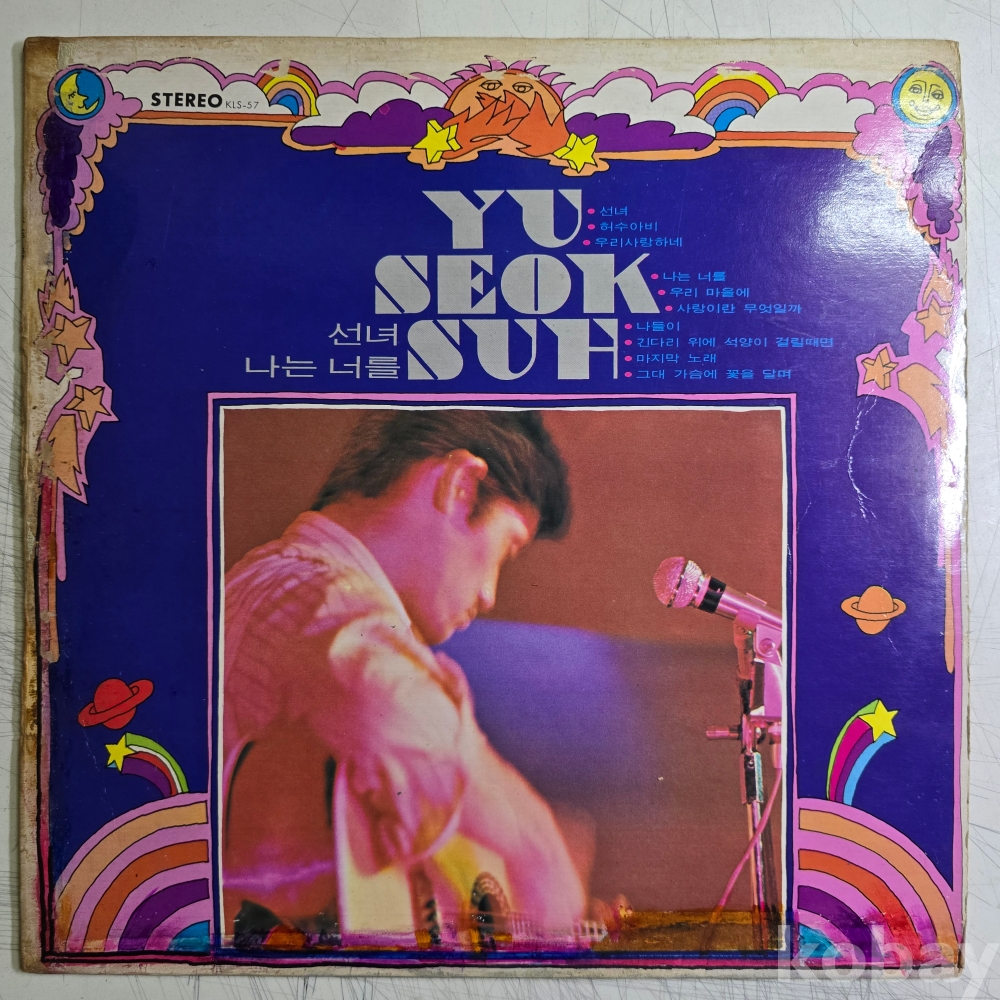 STEREO KLS-57
YU
SEOK
SUH
선녀
나는 너를
• 선녀
• 허수아비
• 우리사랑하네
• 나는 너를
• 우리 마을에
• 사랑이란 무엇일까
• 나들이
• 긴다리 위에 석양이 걸릴때면
• 마지막 노래
• 그대 가슴에 꽃을 달며
kobay